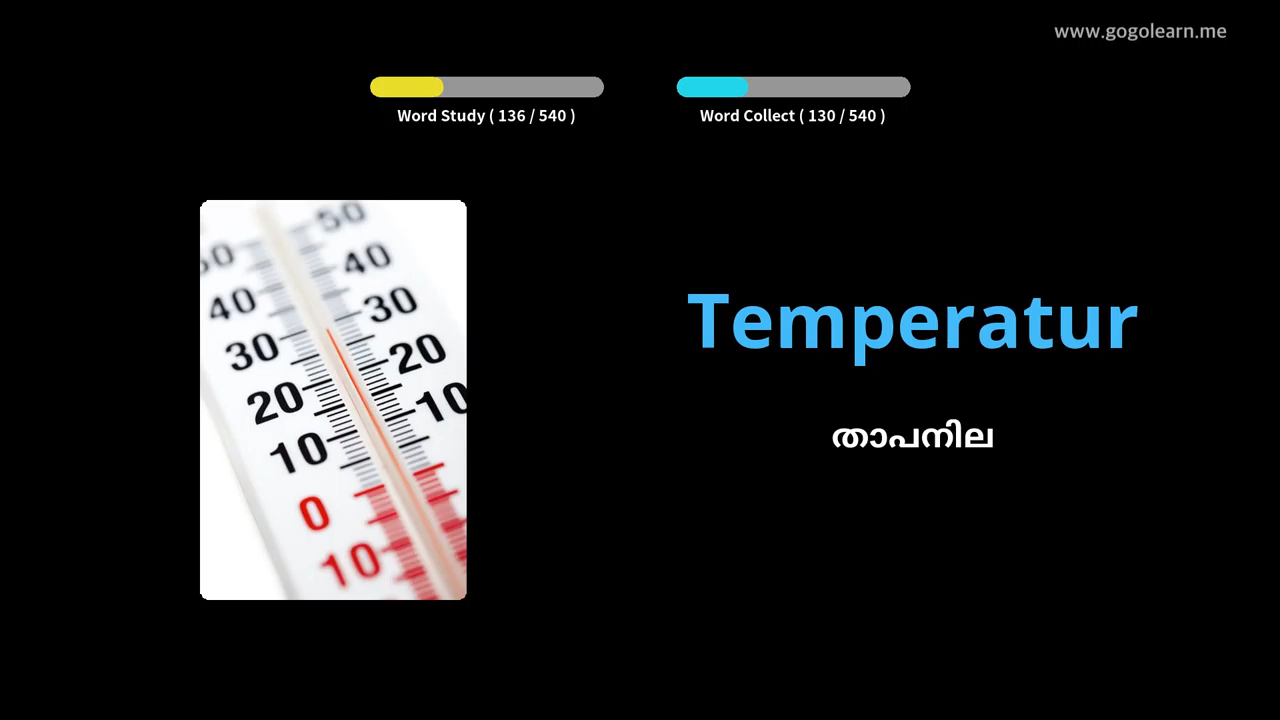 www.gogolearn.me
Word Study ( 136 / 540 )
Word Collect ( 130 / 540 )
50
50
40
40
30
30
20
20
10
10
0
10
Temperatur
താപനില